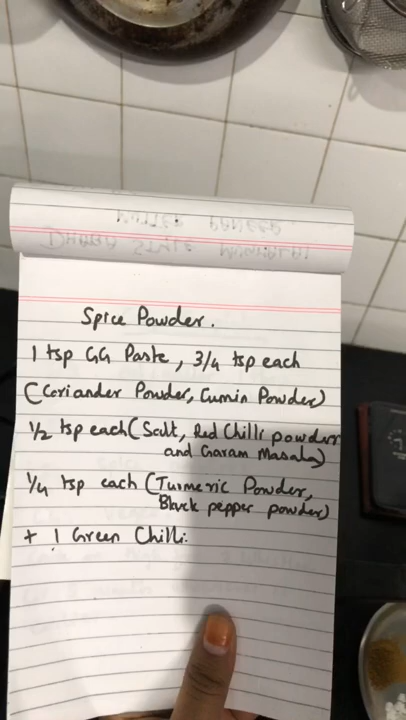 Spice Powder.
1 tsp GG Paste, 3/4 tsp each
(Coriander Powder, Cumin Powder)
1/2 tsp each (Salt, Red Chilli powder
and Garam Masala)
1/4 tsp each (Turmeric Powder,
Black pepper powder)
+ 1 Green Chilli.